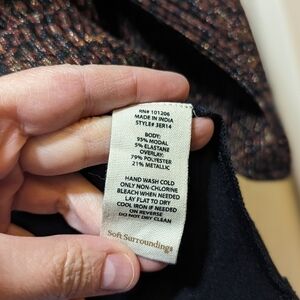 RN# 101206
MADE IN INDIA
STYLE# 3ER14
BODY:
95% MODAL
5% ELASTANE
OVERLAY:
79% POLYESTER
21% METALLIC
HAND WASH COLD
ONLY NON-CHLORINE
BLEACH WHEN NEEDED
LAY FLAT TO DRY
COOL IRON IF NEEDED
ON REVERSE
DO NOT DRY CLEAN
Soft Surroundings